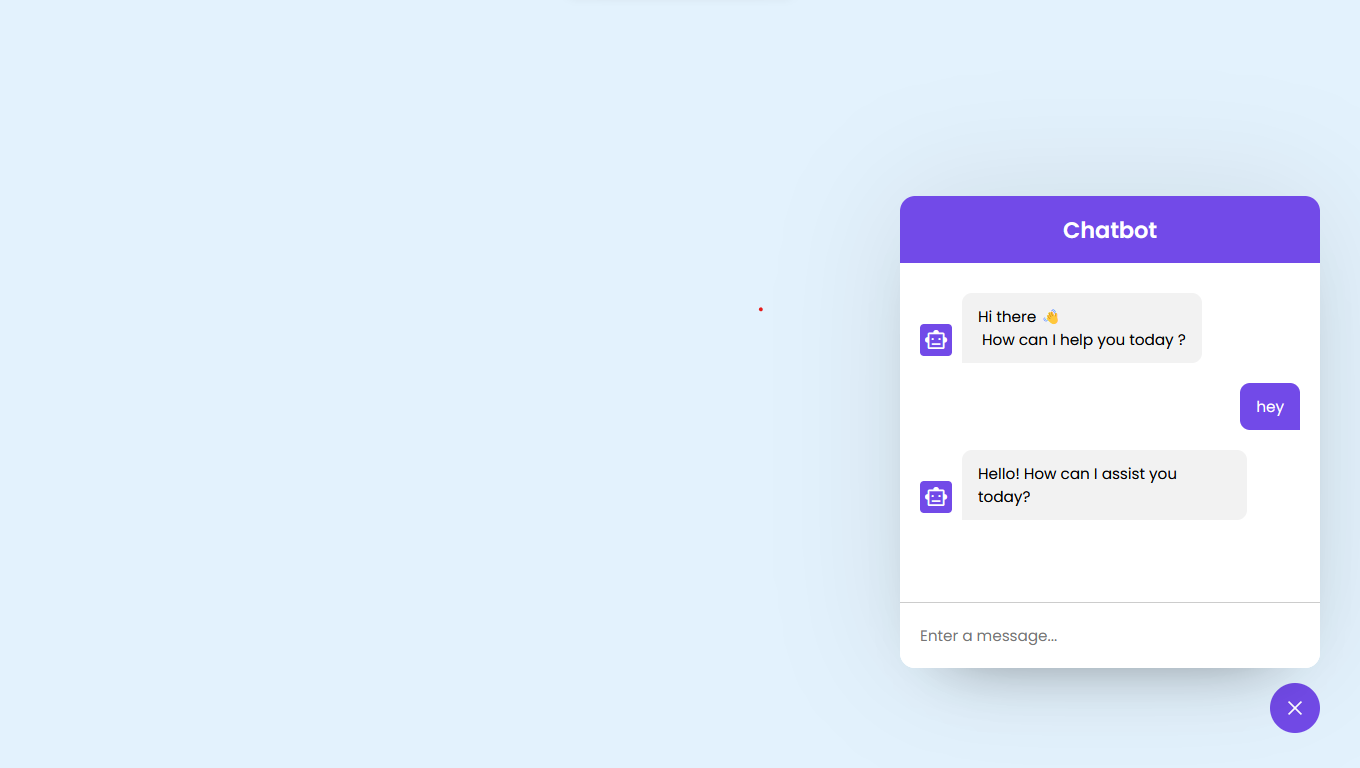 Chatbot
Hi there 👋
How can I help you today ?
hey
Hello! How can I assist you
today?
Enter a message...